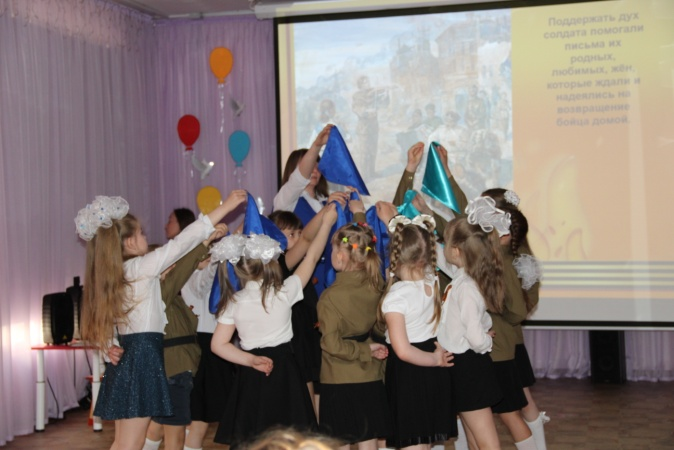 Поддержать дух
солдата помогали
письма их
родных,
любимых, жён,
которые ждали и
надеялись на
возвращение
бойца домой.